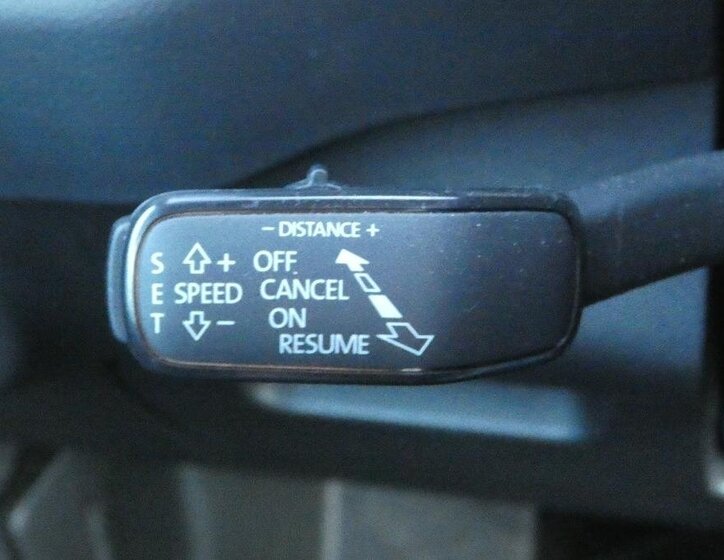 - DISTANCE +
S E T
+
SPEED
-
OFF
CANCEL
ON
RESUME